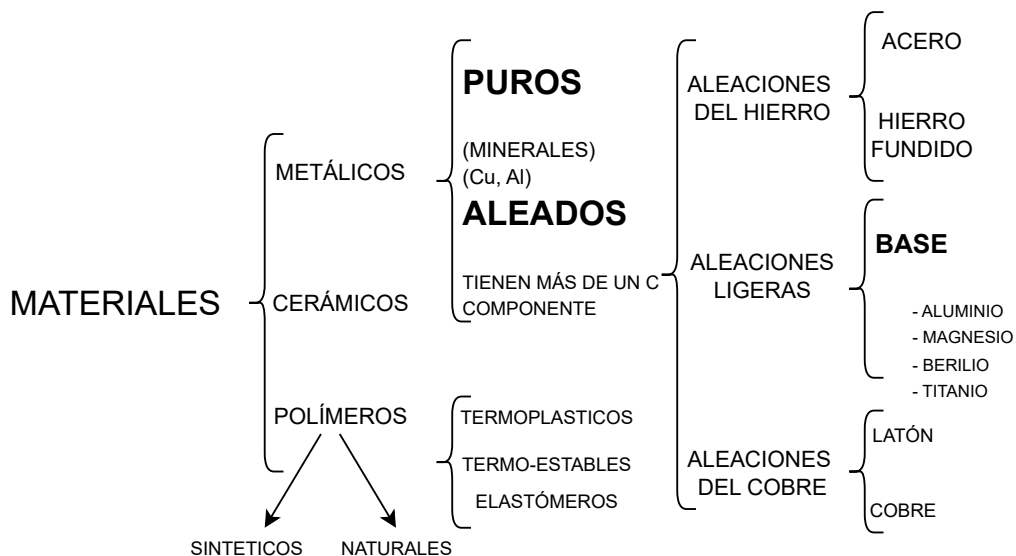 MATERIALES
METÁLICOS
PUROS
(MINERALES)
(Cu, Al)
ALEADOS
TIENEN MÁS DE UN C
COMPONENTE
ALEACIONES
DEL HIERRO
ACERO
HIERRO
FUNDIDO
ALEACIONES
LIGERAS
BASE
- ALUMINIO
- MAGNESIO
- BERILIO
- TITANIO
ALEACIONES
DEL COBRE
LATÓN
COBRE
CERÁMICOS
POLÍMEROS
TERMOPLASTICOS
TERMO-ESTABLES
ELASTÓMEROS
SINTETICOS
NATURALES